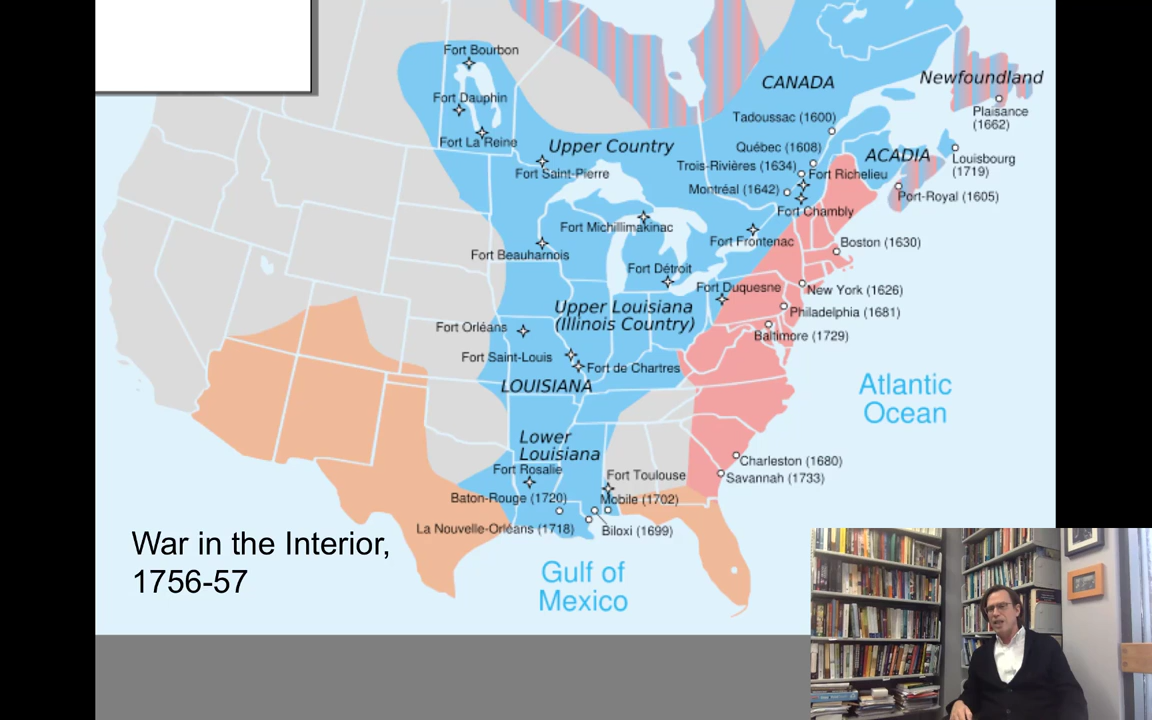 Fort Bourbon
Fort Dauphin
Fort La Reine
Upper Country
Fort Saint-Pierre
CANADA
Newfoundland
Plaisance
(1662)
Tadoussac (1600)
Québec (1608)
Trois-Rivières (1634)
Montréal (1642)
Fort Richelieu
ACADIA
Louisbourg
(1719)
Port-Royal (1605)
Fort Chambly
Fort Michillimakinac
Fort Frontenac
Boston (1630)
Fort Beauharnois
Fort Détroit
Fort Duquesne
New York (1626)
Upper Louisiana
(Illinois Country)
Philadelphia (1681)
Baltimore (1729)
Fort Orléans
Fort Saint-Louis
Fort de Chartres
LOUISIANA
Atlantic
Ocean
Lower
Louisiana
Fort Rosalie
Fort Toulouse
Charleston (1680)
Savannah (1733)
Baton-Rouge (1720)
Mobile (1702)
La Nouvelle-Orléans (1718)
Biloxi (1699)
War in the Interior,
1756-57
Gulf of
Mexico